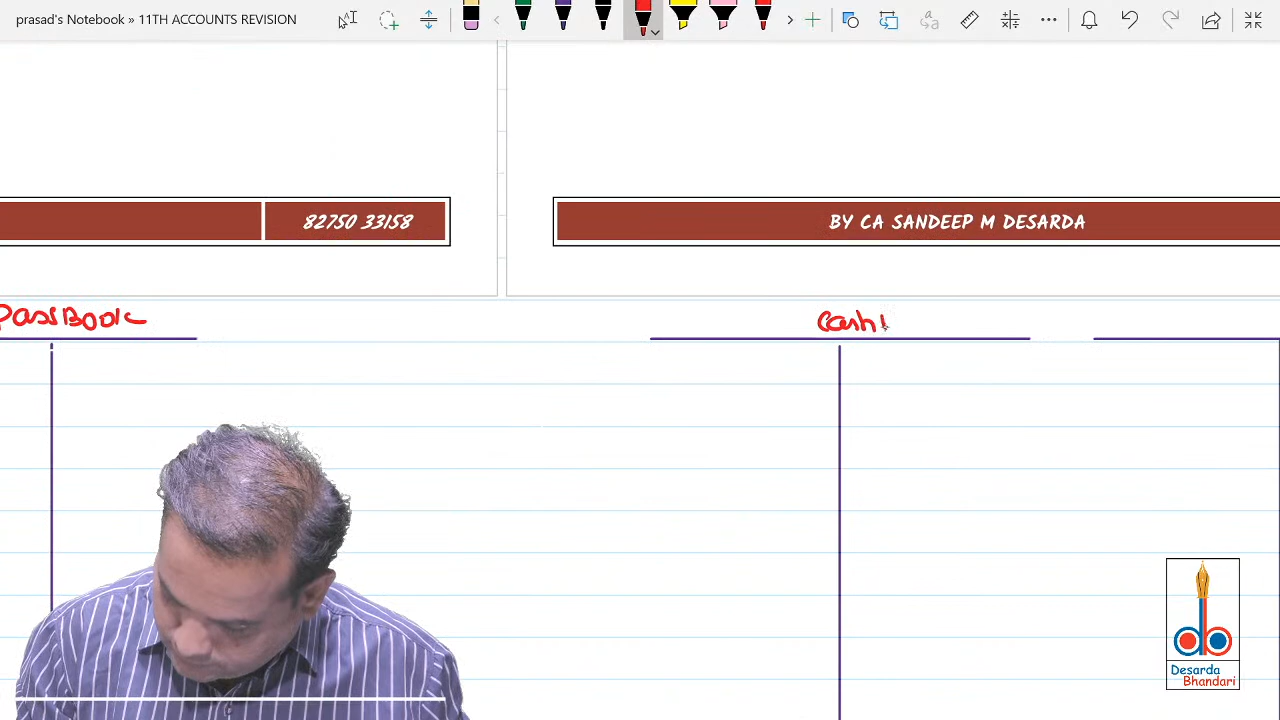 prasad's Notebook » 11TH ACCOUNTS REVISION
82750 33158
BY CA SANDEEP M DESARDA
PassBook
Cash
Desarda
Bhandari